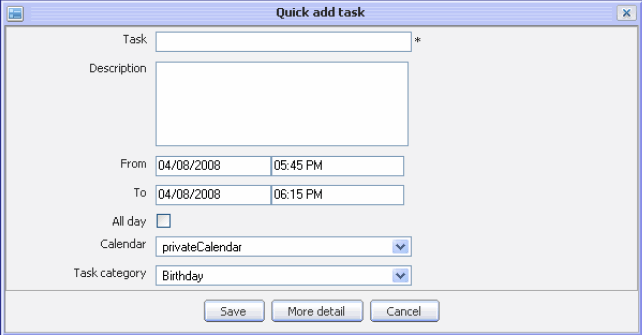 Quick add task
Task *
Description
From 04/08/2008 05:45 PM
To 04/08/2008 06:15 PM
All day
Calendar privateCalendar
Task category Birthday
Save More detail Cancel